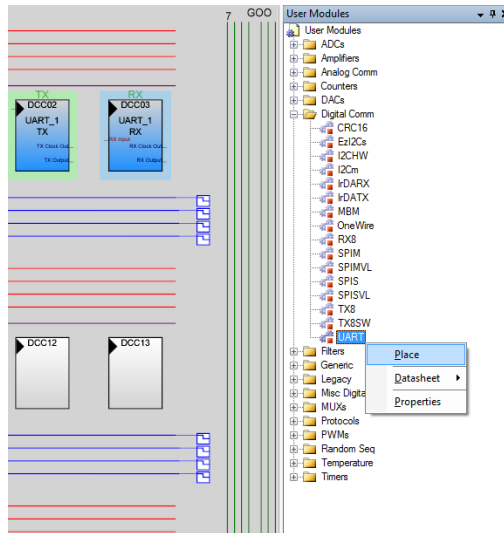 7 GOO
TX RX
DCC02 DCC03
UART_1 UART_1
TX RX
RX Input
TX Clock Out... RX Clock Out...
TX Output... RX Output...
DCC12 DCC13
User Modules
User Modules
ADCs
Amplifiers
Analog Comm
Counters
DACs
Digital Comm
CRC16
EzI2Cs
I2CHW
I2Cm
IrDARX
IrDATX
MBM
OneWire
RX8
SPIM
SPIMVL
SPIS
SPISVL
TX8
TX8SW
UART
Filters
Generic
Legacy
Misc Digita
MUXs
Protocols
PWMs
Random Seq
Temperature
Timers
Place
Datasheet
Properties